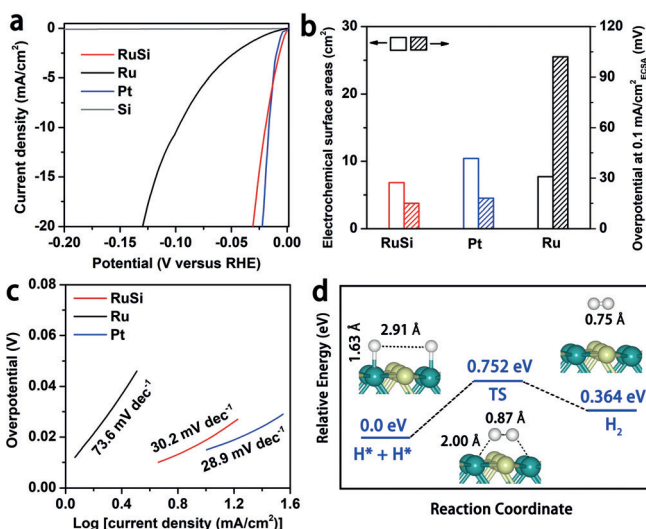 a
0
-5
-10
-15
-20
-0.20
-0.15
-0.10
-0.05
0.00
Current density (mA/cm²)
Potential (V versus RHE)
RuSi
Ru
Pt
Si
b
30
20
10
0
120
90
60
30
0
Electrochemical surface areas (cm²)
Overpotential at 0.1 mA/cm²ECSA (mV)
RuSi
Pt
Ru
c
0.08
0.06
0.04
0.02
0.00
0.0
0.4
0.8
1.2
1.6
Overpotential (V)
Log [current density (mA/cm²)]
RuSi
Ru
Pt
73.6 mV dec⁻¹
30.2 mV dec⁻¹
28.9 mV dec⁻¹
d
Relative Energy (eV)
Reaction Coordinate
1.63 Å
2.91 Å
0.75 Å
0.752 eV
TS
0.364 eV
H₂
0.0 eV
H* + H*
0.87 Å
2.00 Å